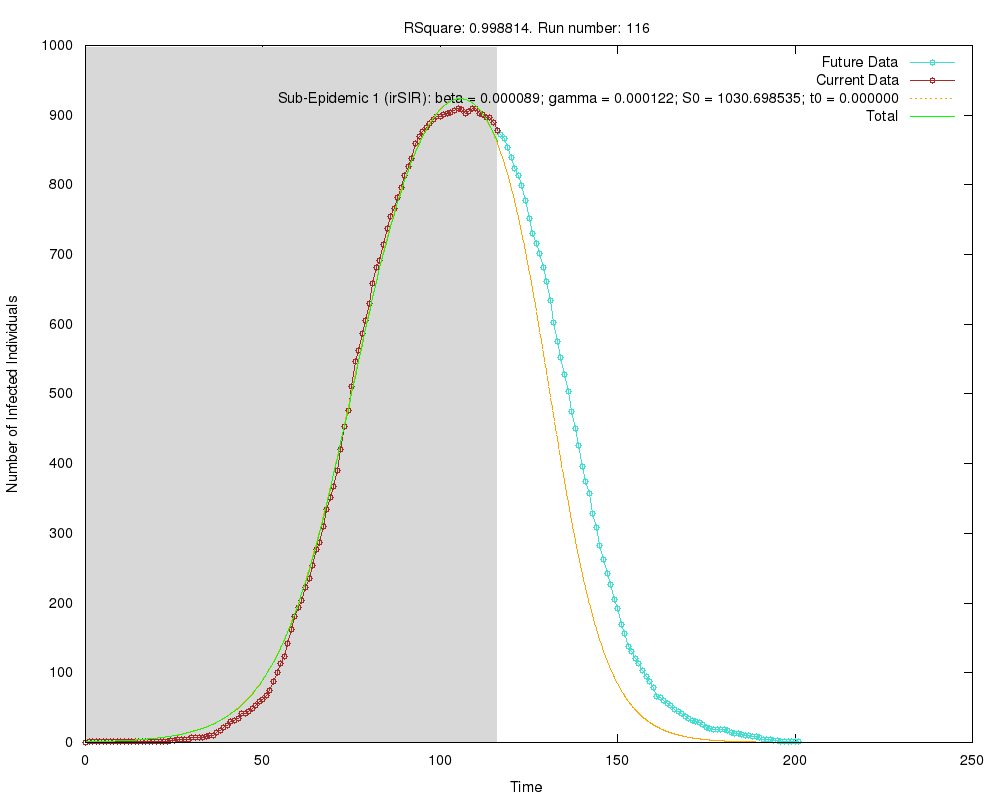 RSquare: 0.998814. Run number: 116
1000
900
800
700
600
500
400
300
200
100
0
Number of Infected Individuals
Future Data
Current Data
Sub-Epidemic 1 (irSIR): beta = 0.000089; gamma = 0.000122; S0 = 1030.698535; t0 = 0.000000
Total
0 50 100 150 200 250
Time